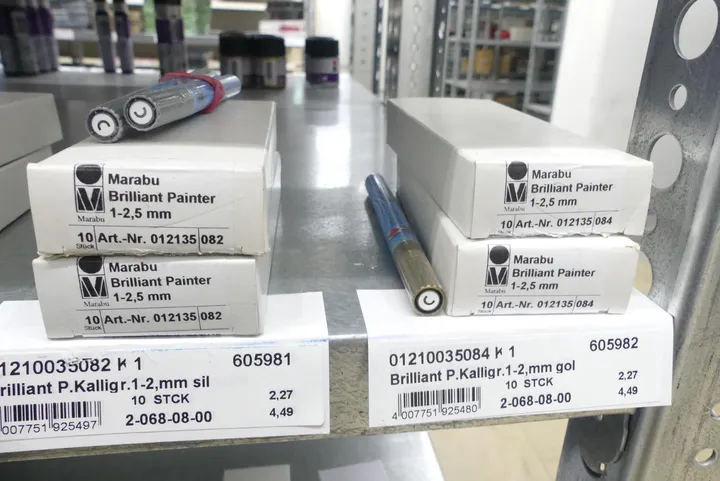 Marabu
Brilliant Painter
1-2,5 mm
Marabu
10 Art.-Nr. 012135 082
Stück
Marabu
Brilliant Painter
1-2,5 mm
Marabu
10 Art.-Nr. 012135 082
Stück
1210035082 K 1 605981
rilliant P.Kalligr.1-2,mm sil
10 STCK 2,27
007751 925497 2-068-08-00 4,49
C
C
Marabu
Brilliant Painter
1-2,5 mm
Marabu
10 Art.-Nr. 012135 084
Stück
Marabu
Brilliant Painter
1-2,5 mm
Marabu
10 Art.-Nr. 012135 084
Stück
C
01210035084 K 1 605982
Brilliant P.Kalligr.1-2,mm gol
10 STCK 2,27
4 007751 925480 2-068-08-00 4,49